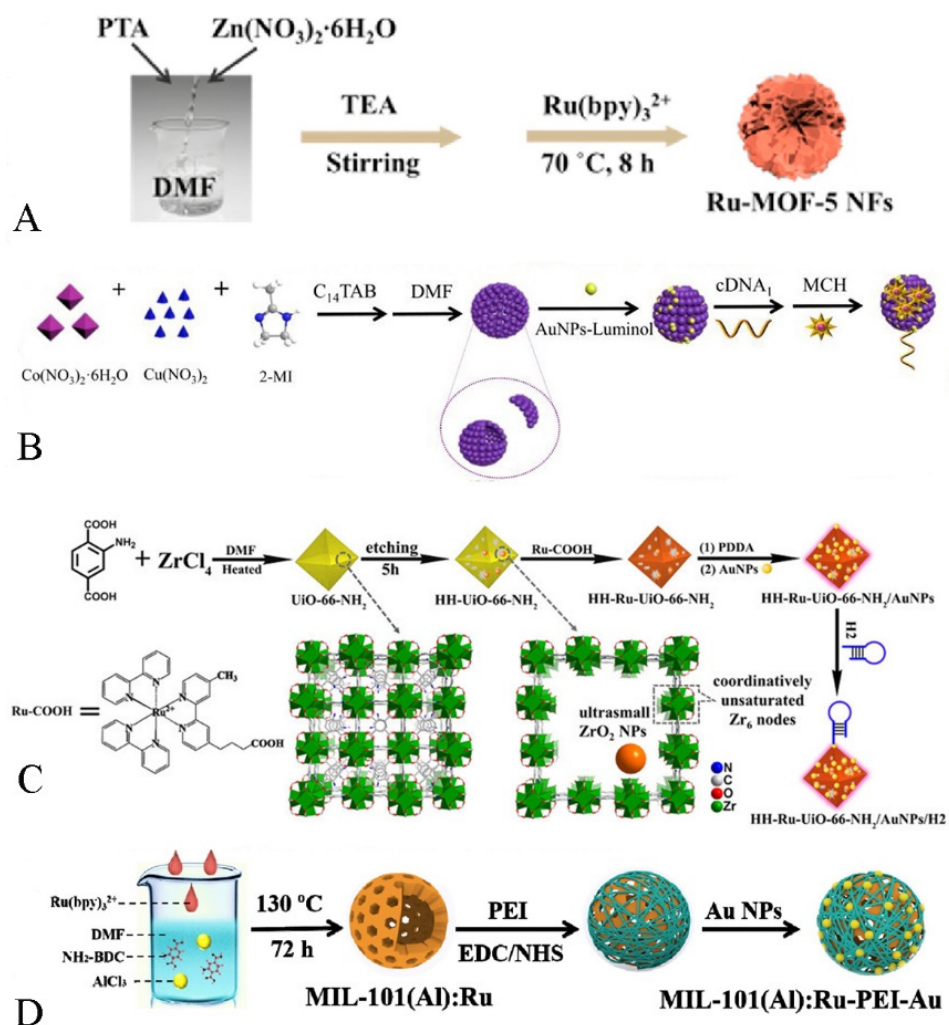 PTA
Zn(NO₃)₂·6H₂O
DMF
TEA
Stirring
Ru(bpy)₃²⁺
70 °C, 8 h
Ru-MOF-5 NFs
A
+
+
C₁₄TAB
DMF
AuNPs-Luminol
cDNA₁
MCH
N
N
H
Co(NO₃)₂·6H₂O
Cu(NO₃)₂
2-MI
B
COOH
NH₂
COOH
+ ZrCl₄
DMF
Heated
UiO-66-NH₂
etching
5h
HH-UiO-66-NH₂
Ru-COOH
HH-Ru-UiO-66-NH₂
(1) PDDA
(2) AuNPs
HH-Ru-UiO-66-NH₂/AuNPs
H2
Ru-COOH =
N
N
N
N
N
N
Ru²⁺
CH₃
COOH
ultrasmall
ZrO₂ NPs
coordinatively
unsaturated
Zr₆ nodes
N
C
O
Zr
HH-Ru-UiO-66-NH₂/AuNPs/H2
C
Ru(bpy)₃²⁺
DMF
NH₂-BDC
AlCl₃
130 °C
72 h
MIL-101(Al):Ru
PEI
EDC/NHS
Au NPs
MIL-101(Al):Ru-PEI-Au
D